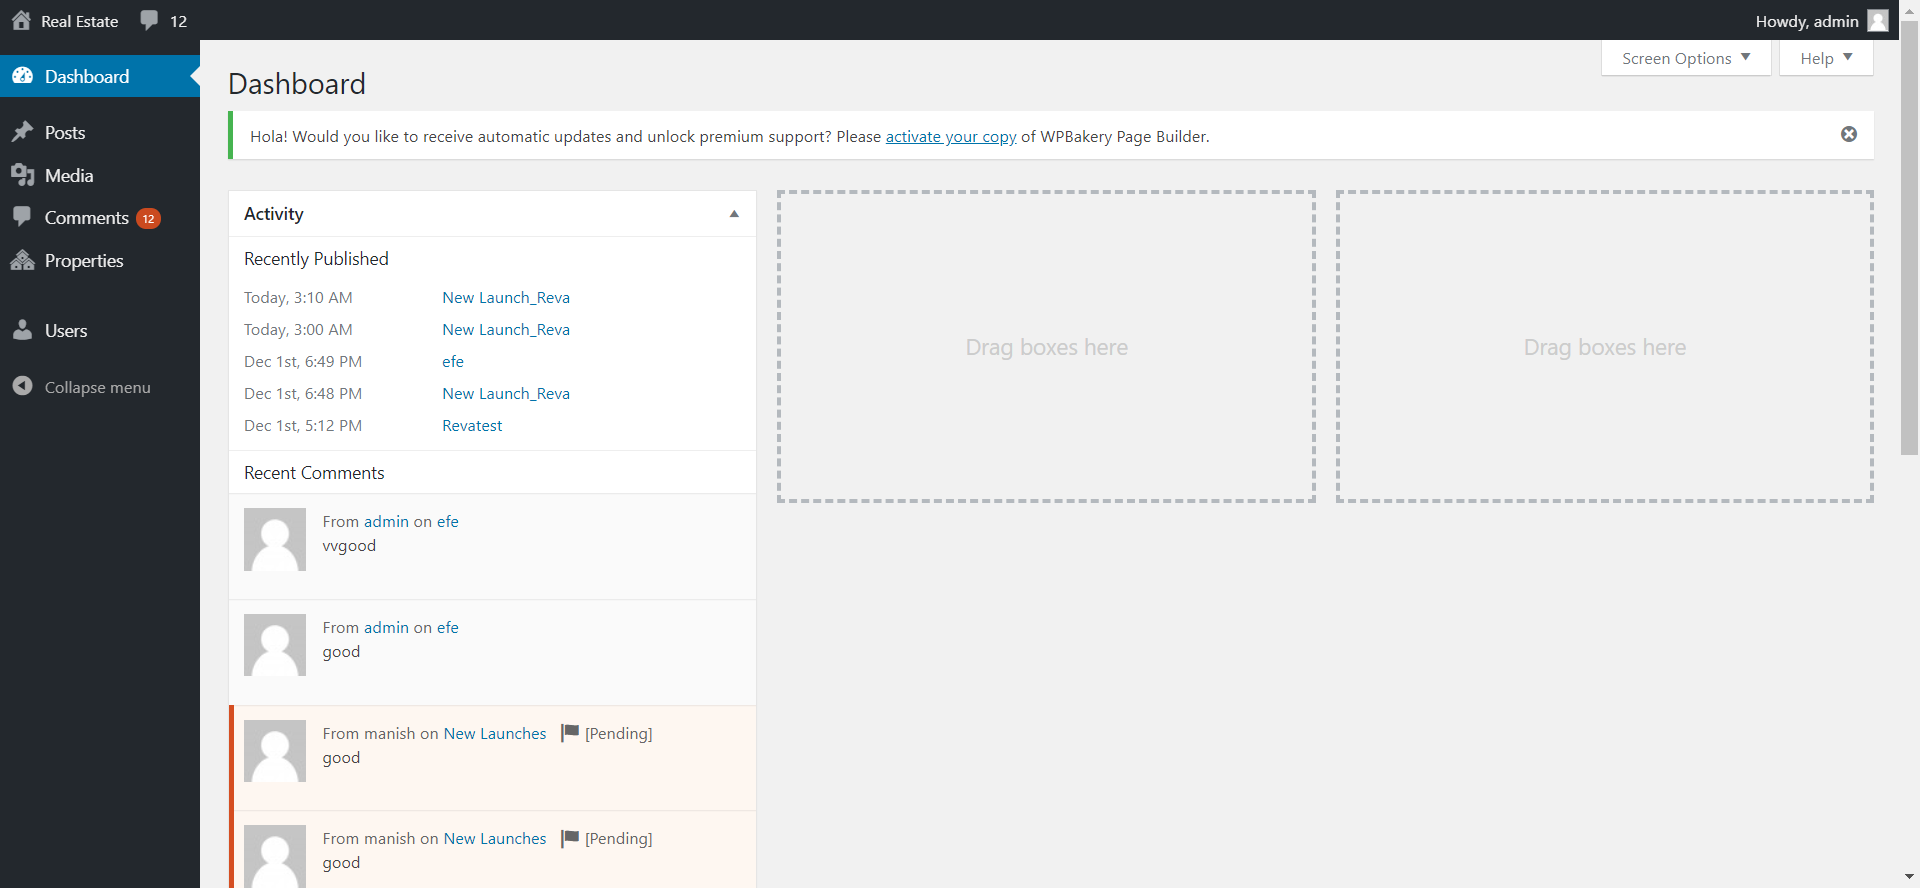 Real Estate
12
Howdy, admin
Dashboard
Posts
Media
Comments 12
Properties
Users
Collapse menu
Screen Options
Help
Dashboard
Hola! Would you like to receive automatic updates and unlock premium support? Please activate your copy of WPBakery Page Builder.
Activity
Recently Published
Today, 3:10 AM New Launch_Reva
Today, 3:00 AM New Launch_Reva
Dec 1st, 6:49 PM efe
Dec 1st, 6:48 PM New Launch_Reva
Dec 1st, 5:12 PM Revatest
Recent Comments
From admin on efe
vvgood
From admin on efe
good
From manish on New Launches [Pending]
good
From manish on New Launches [Pending]
good
Drag boxes here
Drag boxes here